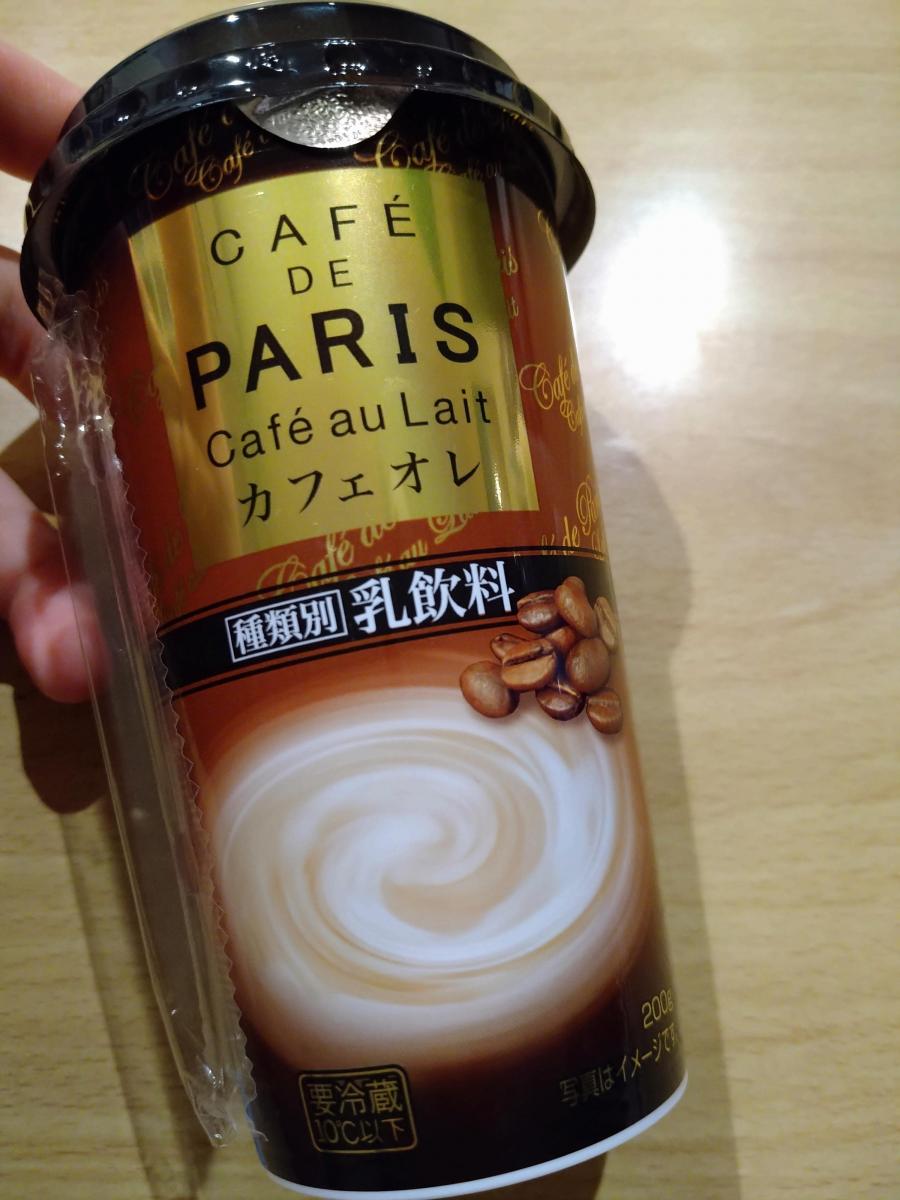 CAFÉ
DE
PARIS
Café au Lait
カフェオレ
種類別 乳飲料
200g
写真はイメージです
要冷蔵
10℃以下